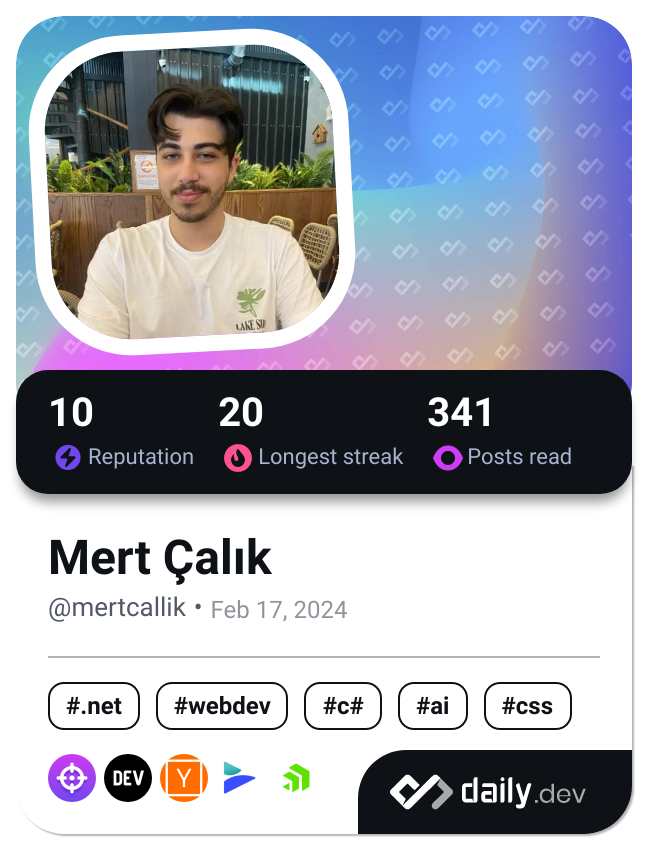 LAKE
10
20
341
Reputation
Longest streak
Posts read
Mert Çalık
@mertcallik • Feb 17, 2024
#.net
#webdev
#c#
#ai
#css
DEV
Y
daily.dev